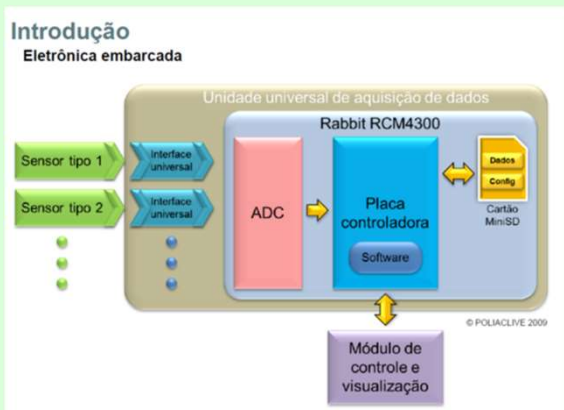 Introdução
Eletrônica embarcada
Unidade universal de aquisição de dados
Rabbit RCM4300
Sensor tipo 1
Interface
universal
Sensor tipo 2
Interface
universal
ADC
Placa
controladora
Software
Dados
Config
Cartão
MiniSD
© POLIACLIVE 2009
Módulo de
controle e
visualização